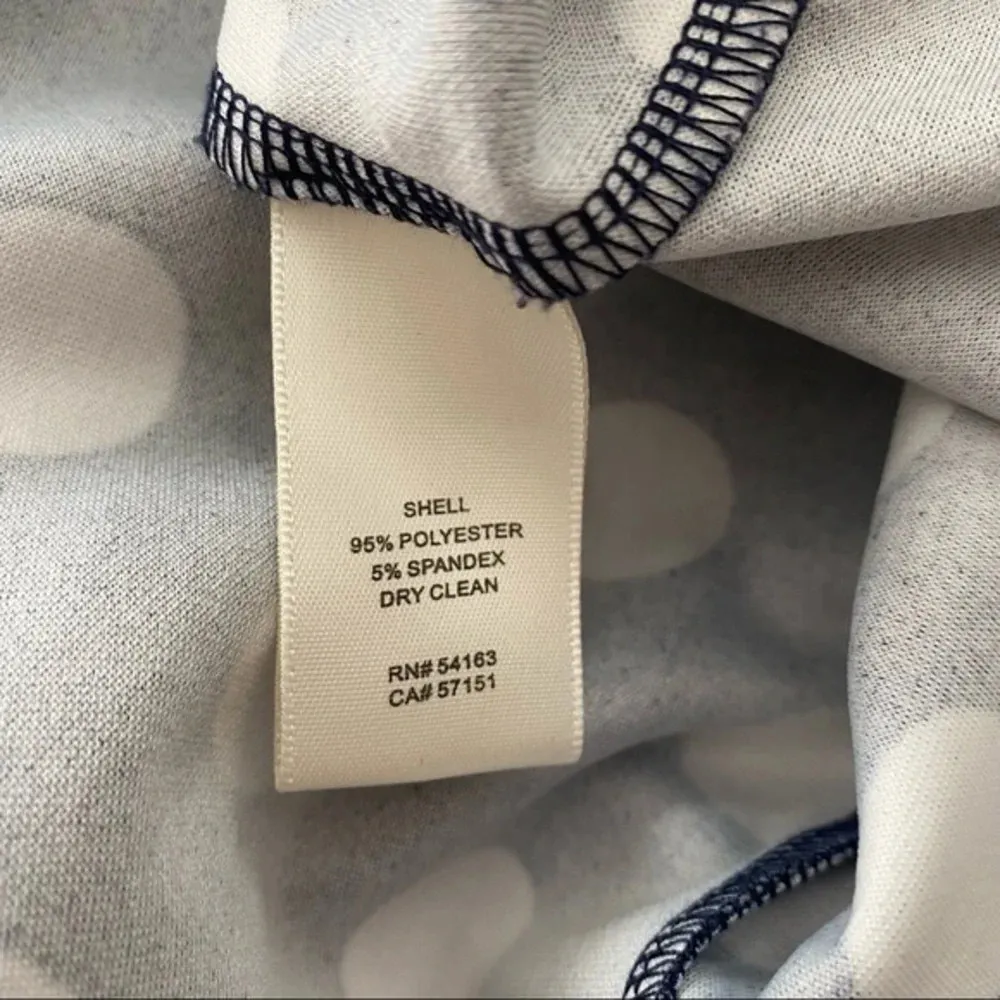 SHELL
95% POLYESTER
5% SPANDEX
DRY CLEAN
RN# 54163
CA# 57151